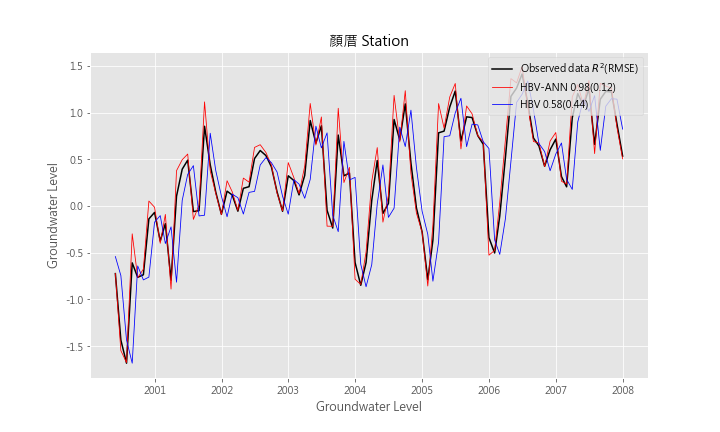 顏厝 Station
Observed data R²(RMSE)
HBV-ANN 0.98(0.12)
HBV 0.58(0.44)
Groundwater Level
1.5
1.0
0.5
0.0
-0.5
-1.0
-1.5
2001 2002 2003 2004 2005 2006 2007 2008
Groundwater Level